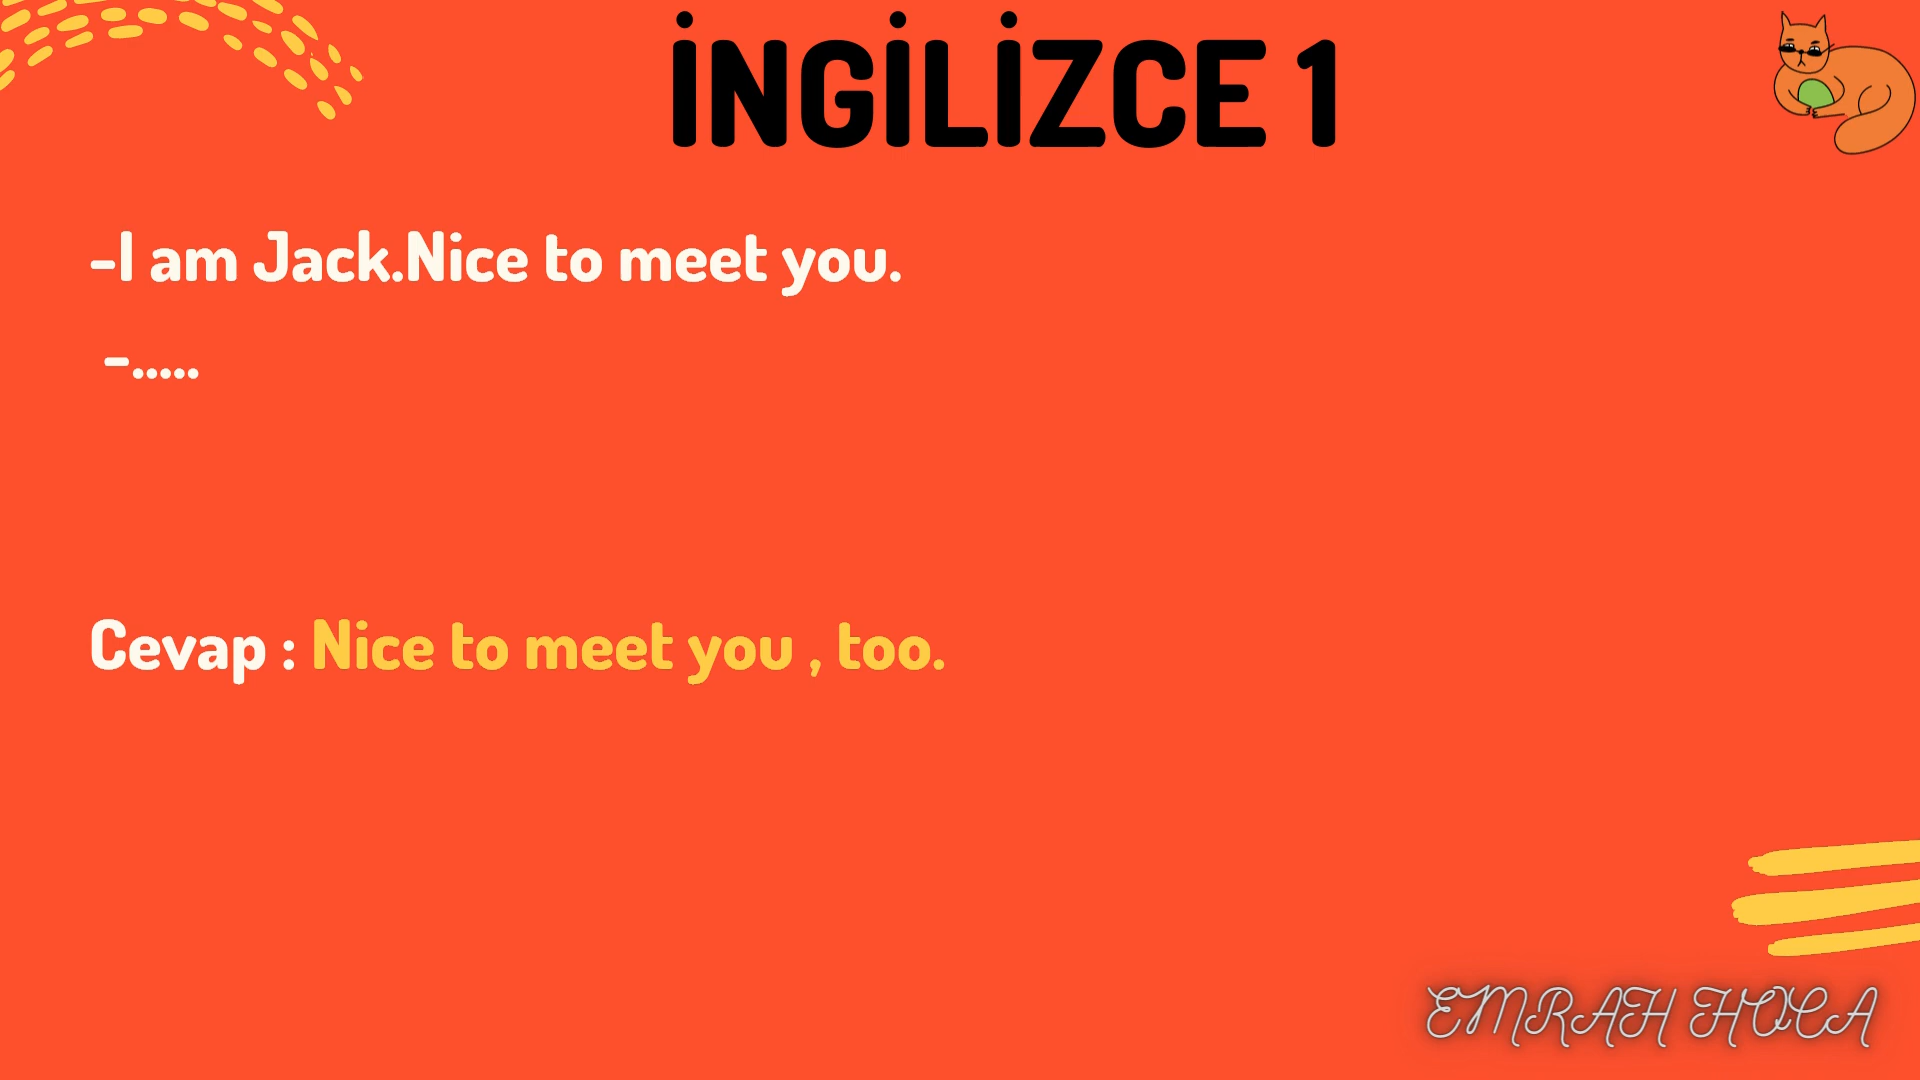 İNGİLİZCE 1
-I am Jack.Nice to meet you.
-.....
Cevap : Nice to meet you , too.
EMRAH HOCA